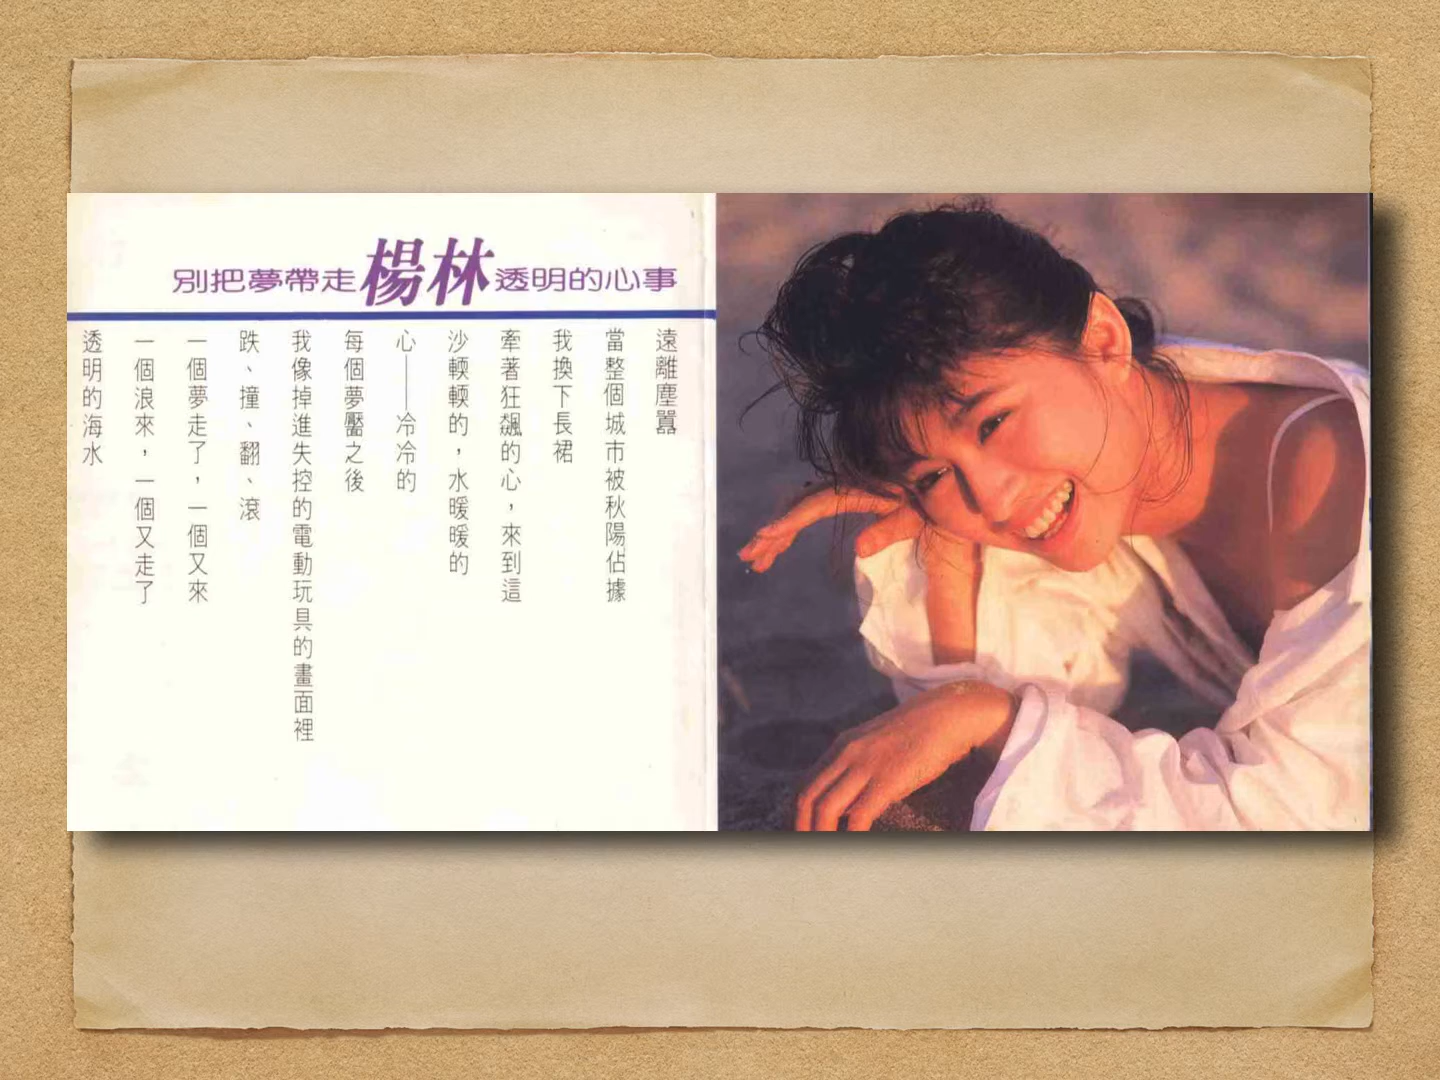 別把夢帶走楊林透明的心事
遠離塵囂
當整個城市被秋陽佔據
我換下長裙
牽著狂飆的心，來到這
沙輭輭的，水暖暖的
心——冷冷的
每個夢靨之後
我像掉進失控的電動玩具的畫面裡
跌、撞、翻、滾
一個夢走了，一個又來
一個浪來，一個又走了
透明的海水